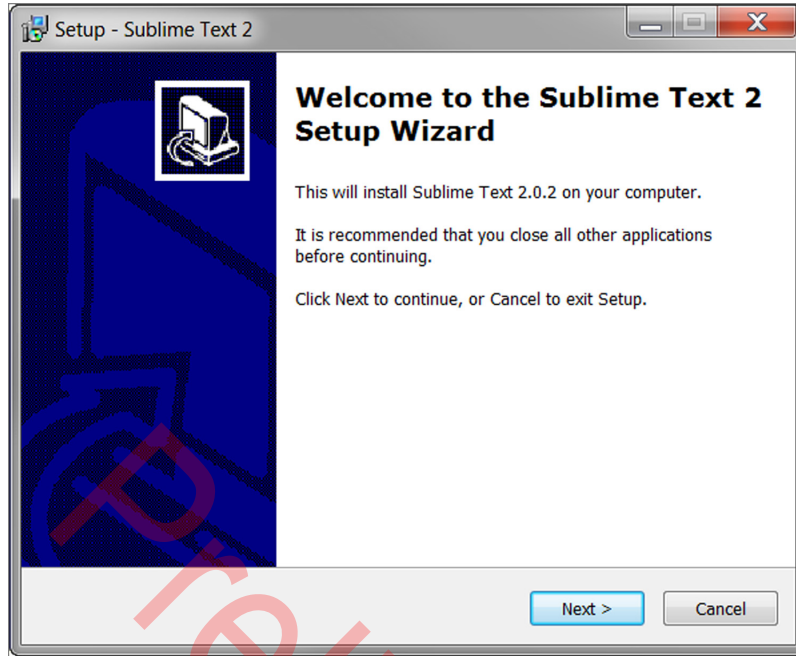 Setup - Sublime Text 2
Welcome to the Sublime Text 2
Setup Wizard
This will install Sublime Text 2.0.2 on your computer.
It is recommended that you close all other applications
before continuing.
Click Next to continue, or Cancel to exit Setup.
Next >
Cancel